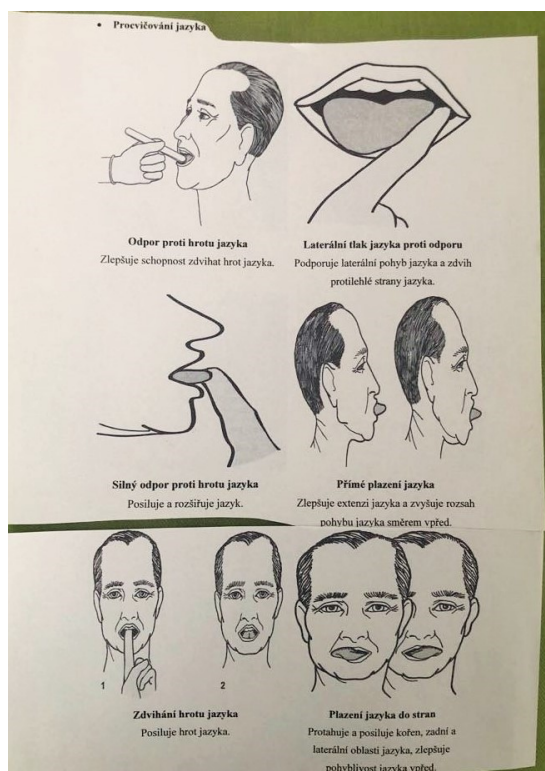 • Procvičování jazyka
Odpor proti hrotu jazyka
Zlepšuje schopnost zdvihat hrot jazyka.
Laterální tlak jazyka proti odporu
Podporuje laterální pohyb jazyka a zdvih
protilehlé strany jazyka.
Silný odpor proti hrotu jazyka
Posiluje a rozšiřuje jazyk.
Přímé plazení jazyka
Zlepšuje extenzi jazyka a zvyšuje rozsah
pohybu jazyka směrem vpřed.
1
2
Zdvihání hrotu jazyka
Posiluje hrot jazyka.
Plazení jazyka do stran
Protahuje a posiluje kořen, zadní a
laterální oblasti jazyka, zlepšuje
pohyblivost jazyka vpřed.